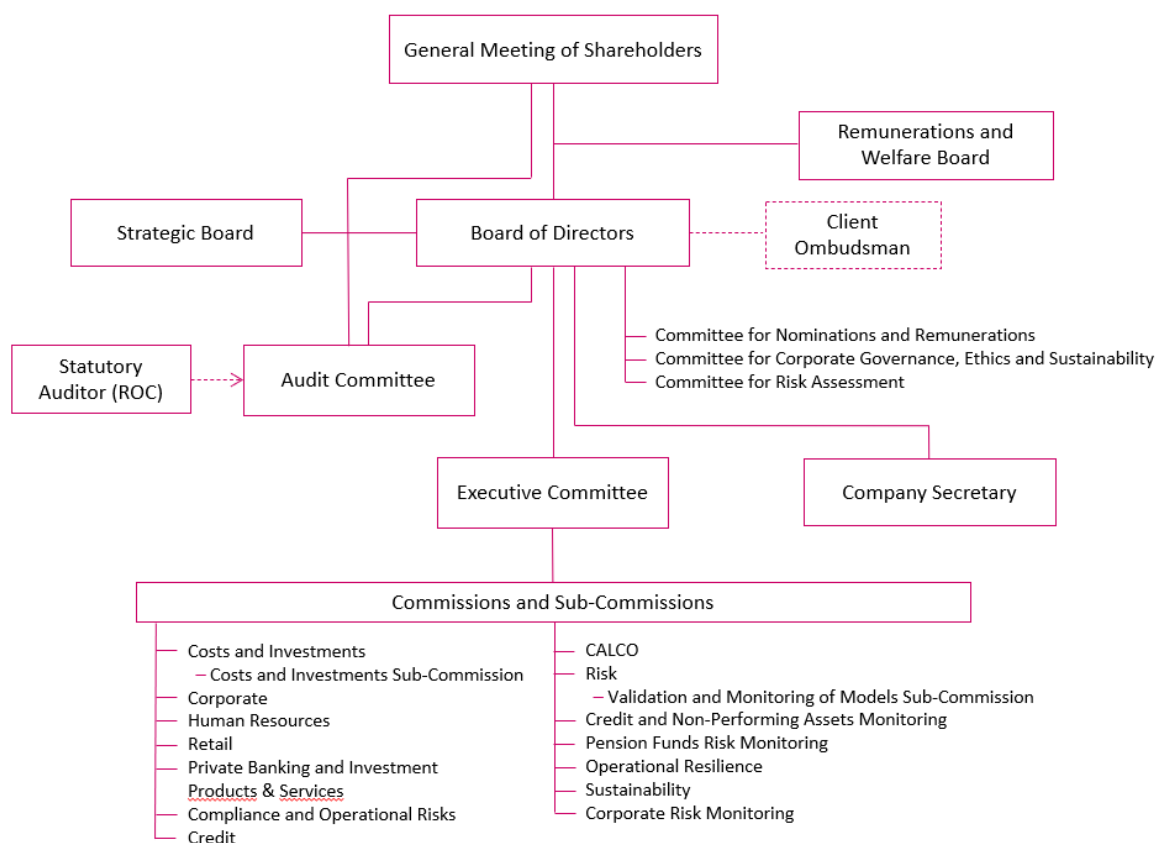 General Meeting of Shareholders
Remunerations and
Welfare Board
Strategic Board
Board of Directors
Client
Ombudsman
Committee for Nominations and Remunerations
Committee for Corporate Governance, Ethics and Sustainability
Committee for Risk Assessment
Statutory
Auditor (ROC)
Audit Committee
Executive Committee
Company Secretary
Commissions and Sub-Commissions
Costs and Investments
– Costs and Investments Sub-Commission
Corporate
Human Resources
Retail
Private Banking and Investment
Products & Services
Compliance and Operational Risks
Credit
CALCO
Risk
– Validation and Monitoring of Models Sub-Commission
Credit and Non-Performing Assets Monitoring
Pension Funds Risk Monitoring
Operational Resilience
Sustainability
Corporate Risk Monitoring